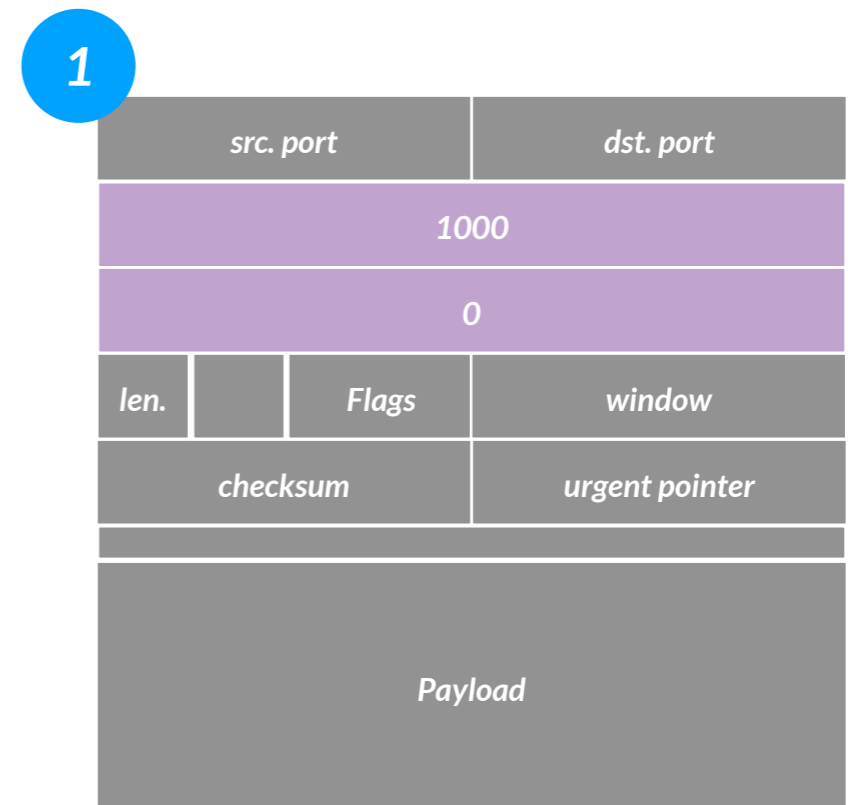 1
src. port dst. port
1000
0
len. Flags window
checksum urgent pointer
Payload